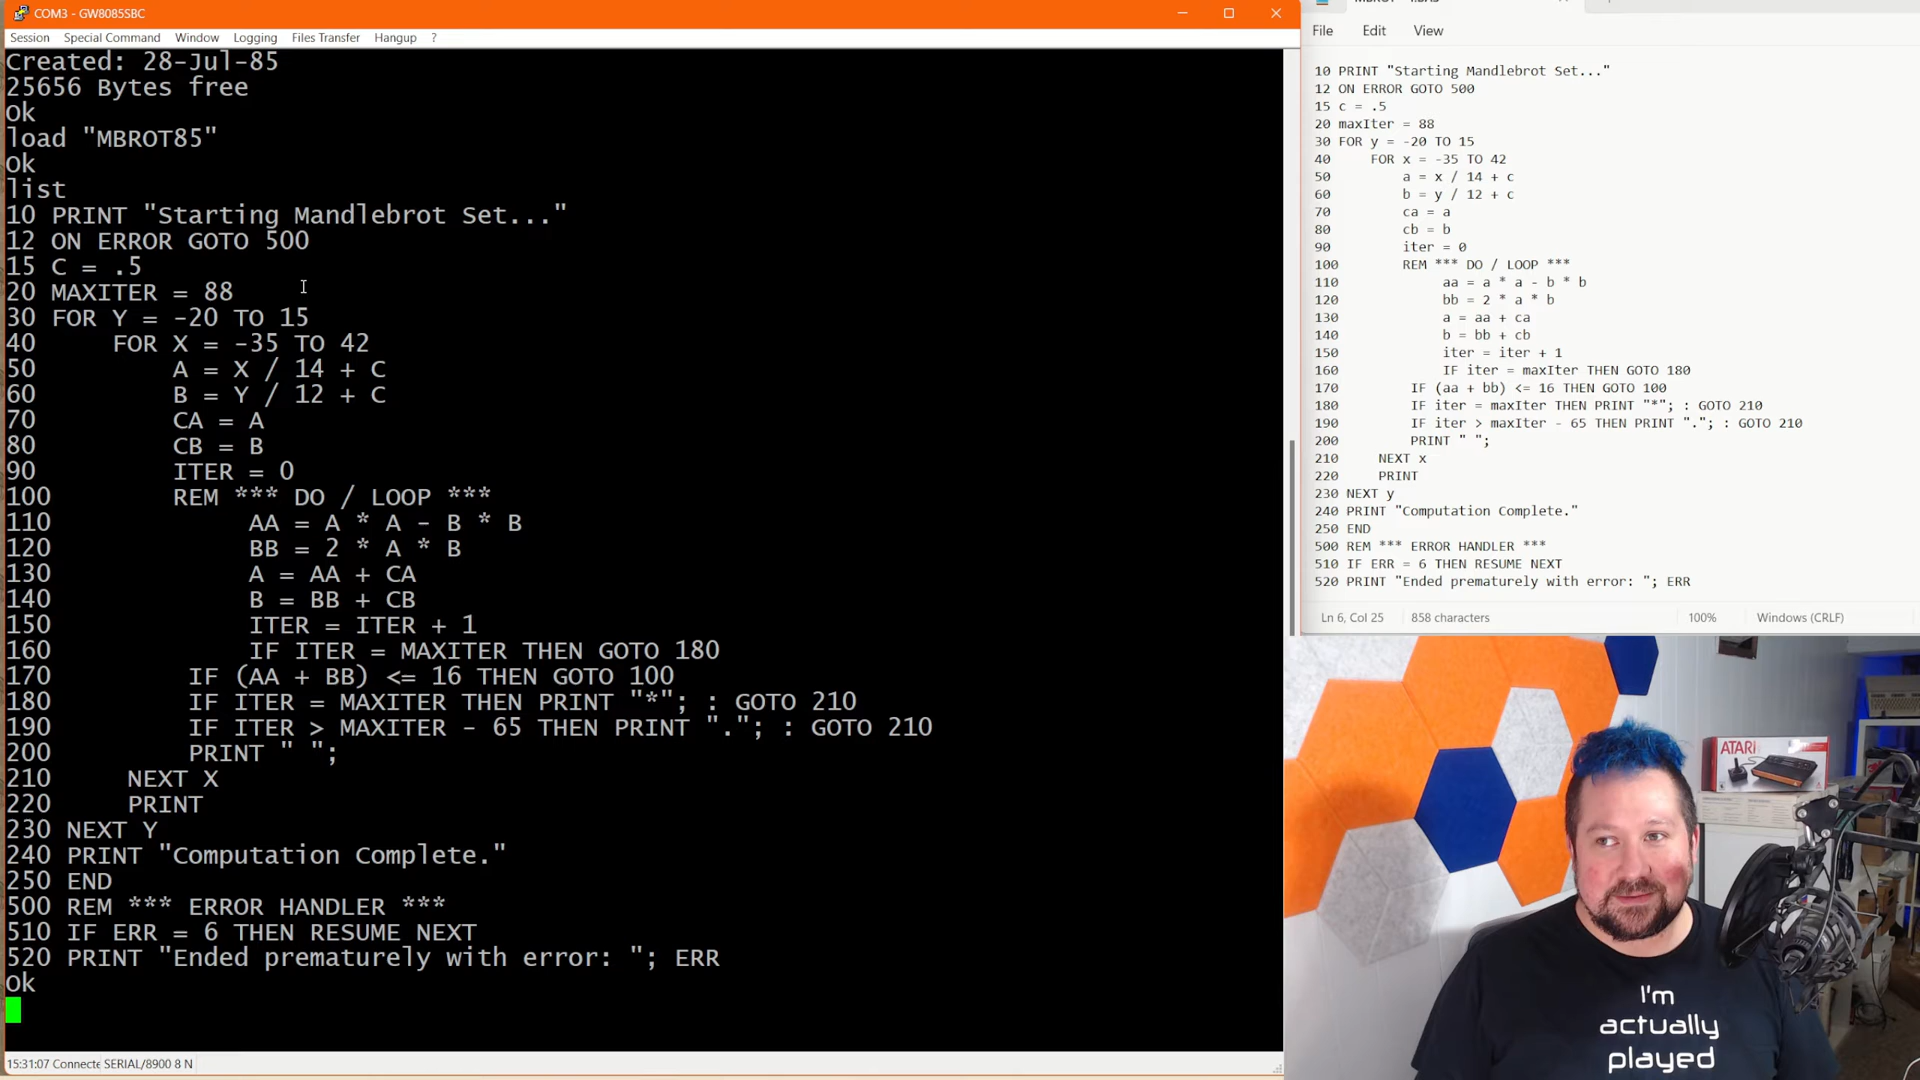 COM3 - GW8085SBC
Session Special Command Window Logging Files Transfer Hangup ?
Created: 28-Jul-85
25656 Bytes free
Ok
load "MBROT85"
Ok
list
10 PRINT "Starting Mandlebrot Set..."
12 ON ERROR GOTO 500
15 C = .5
20 MAXITER = 88
30 FOR Y = -20 TO 15
40     FOR X = -35 TO 42
50         A = X / 14 + C
60         B = Y / 12 + C
70         CA = A
80         CB = B
90         ITER = 0
100        REM *** DO / LOOP ***
110             AA = A * A - B * B
120             BB = 2 * A * B
130             A = AA + CA
140             B = BB + CB
150             ITER = ITER + 1
160             IF ITER = MAXITER THEN GOTO 180
170         IF (AA + BB) <= 16 THEN GOTO 100
180         IF ITER = MAXITER THEN PRINT "*"; : GOTO 210
190         IF ITER > MAXITER - 65 THEN PRINT "."; : GOTO 210
200         PRINT " ";
210     NEXT X
220     PRINT
230 NEXT Y
240 PRINT "Computation Complete."
250 END
500 REM *** ERROR HANDLER ***
510 IF ERR = 6 THEN RESUME NEXT
520 PRINT "Ended prematurely with error: "; ERR
Ok
15:31:07 Connecte SERIAL/8900 8 N
File Edit View
10 PRINT "Starting Mandlebrot Set..."
12 ON ERROR GOTO 500
15 c = .5
20 maxIter = 88
30 FOR y = -20 TO 15
40     FOR x = -35 TO 42
50         a = x / 14 + c
60         b = y / 12 + c
70         ca = a
80         cb = b
90         iter = 0
100        REM *** DO / LOOP ***
110             aa = a * a - b * b
120             bb = 2 * a * b
130             a = aa + ca
140             b = bb + cb
150             iter = iter + 1
160             IF iter = maxIter THEN GOTO 180
170         IF (aa + bb) <= 16 THEN GOTO 100
180         IF iter = maxIter THEN PRINT "*"; : GOTO 210
190         IF iter > maxIter - 65 THEN PRINT "."; : GOTO 210
200         PRINT " ";
210     NEXT x
220     PRINT
230 NEXT y
240 PRINT "Computation Complete."
250 END
500 REM *** ERROR HANDLER ***
510 IF ERR = 6 THEN RESUME NEXT
520 PRINT "Ended prematurely with error: "; ERR
Ln 6, Col 25 858 characters 100% Windows (CRLF)
ATARI
I'm
actually
played